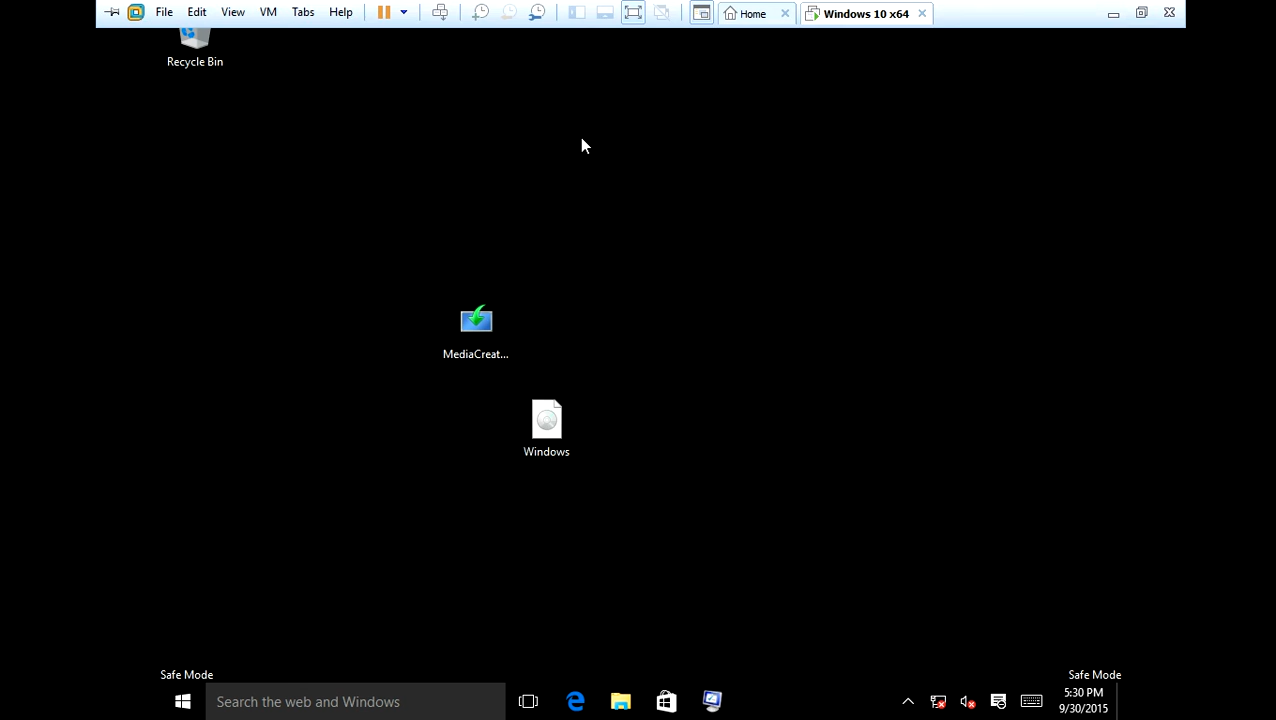 File Edit View VM Tabs Help Home Windows 10 x64
Recycle Bin
MediaCreat...
Windows
Safe Mode Safe Mode
Search the web and Windows 5:30 PM
9/30/2015